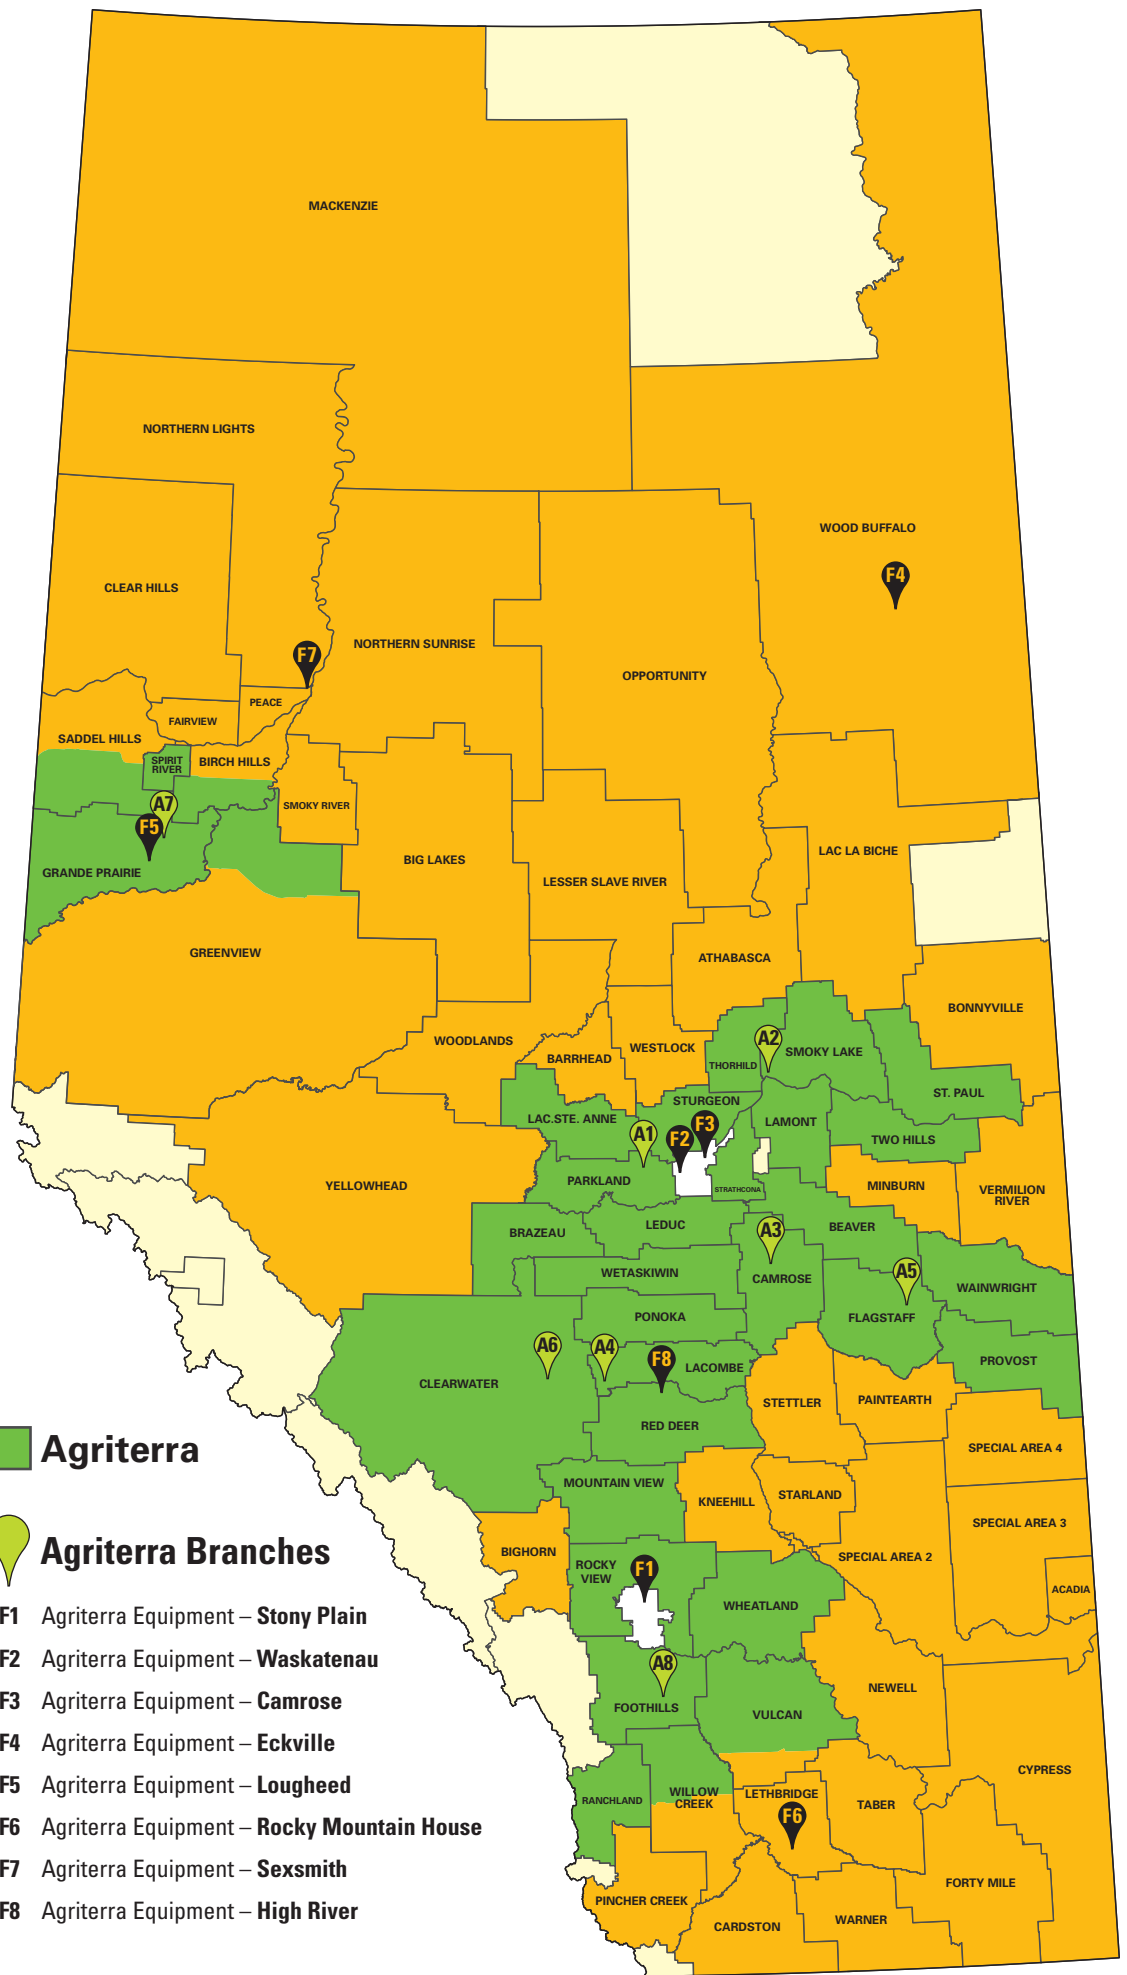 MACKENZIE
NORTHERN LIGHTS
WOOD BUFFALO
F4
CLEAR HILLS
NORTHERN SUNRISE
F7
OPPORTUNITY
PEACE
FAIRVIEW
SADDEL HILLS
SPIRIT
RIVER
BIRCH HILLS
A7
SMOKY RIVER
F5
GRANDE PRAIRIE
BIG LAKES
LAC LA BICHE
LESSER SLAVE RIVER
GREENVIEW
ATHABASCA
BONNYVILLE
WOODLANDS
BARRHEAD
WESTLOCK
A2
THORHILD
SMOKY LAKE
ST. PAUL
STURGEON
LAC.STE. ANNE
A1
F2
F3
LAMONT
TWO HILLS
YELLOWHEAD
PARKLAND
STRATHCONA
MINBURN
VERMILION
RIVER
BRAZEAU
LEDUC
A3
BEAVER
WETASKIWIN
CAMROSE
A5
WAINWRIGHT
PONOKA
FLAGSTAFF
A6
A4
F8
LACOMBE
PROVOST
CLEARWATER
STETTLER
PAINTEARTH
RED DEER
SPECIAL AREA 4
MOUNTAIN VIEW
KNEEHILL
STARLAND
SPECIAL AREA 3
BIGHORN
ROCKY
VIEW
F1
SPECIAL AREA 2
ACADIA
WHEATLAND
A8
FOOTHILLS
NEWELL
VULCAN
CYPRESS
RANCHLAND
WILLOW
CREEK
LETHBRIDGE
F6
TABER
PINCHER CREEK
CARDSTON
WARNER
FORTY MILE
Agriterra
Agriterra Branches
F1 Agriterra Equipment – Stony Plain
F2 Agriterra Equipment – Waskatenau
F3 Agriterra Equipment – Camrose
F4 Agriterra Equipment – Eckville
F5 Agriterra Equipment – Lougheed
F6 Agriterra Equipment – Rocky Mountain House
F7 Agriterra Equipment – Sexsmith
F8 Agriterra Equipment – High River